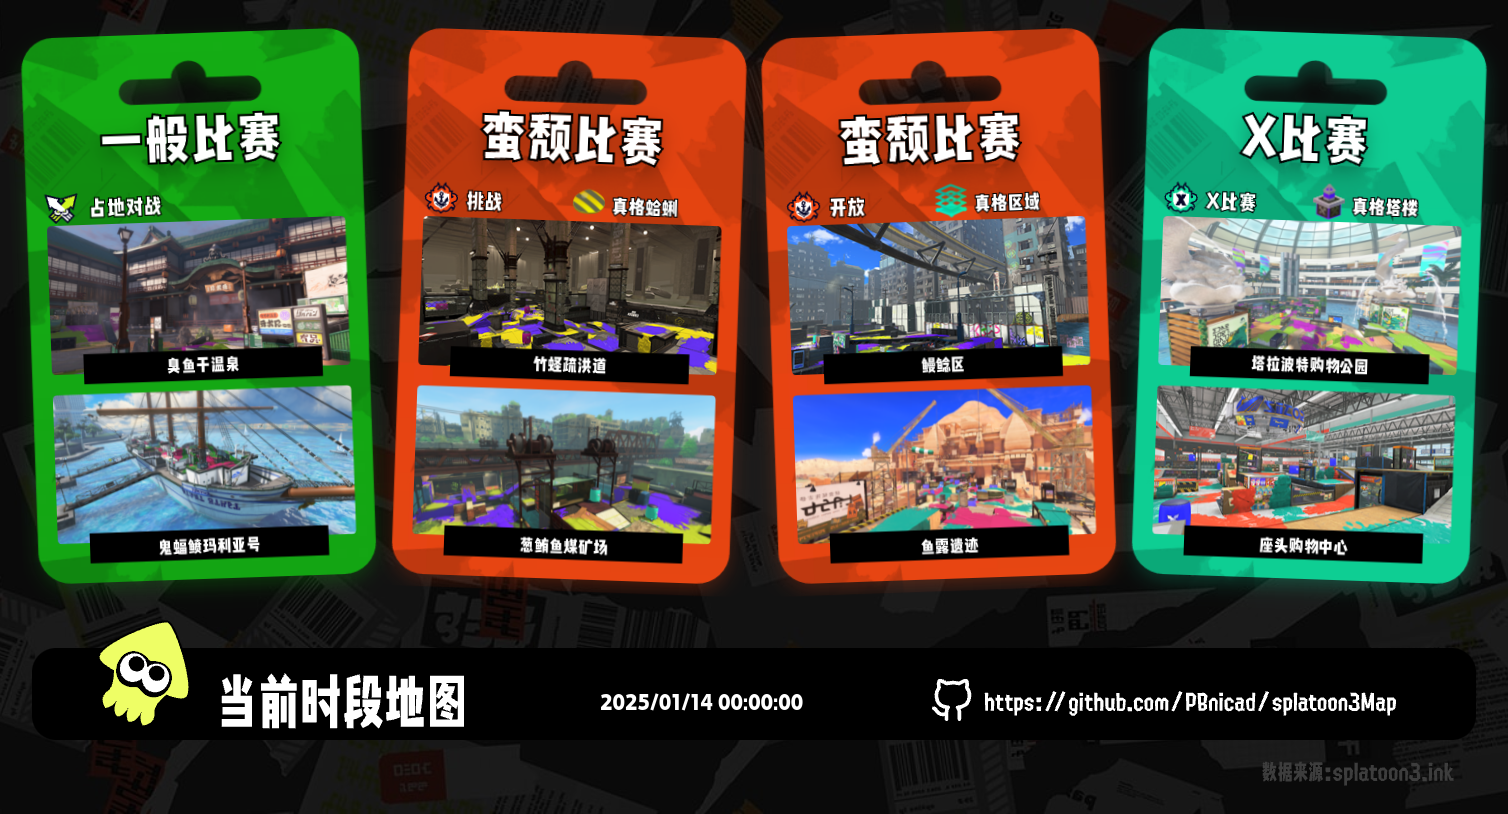 一般比赛
占地对战
臭鱼干温泉
鬼蝠鲼玛利亚号
蛮颓比赛
挑战
真格蛤蜊
竹蛏疏洪道
葱鲔鱼煤矿场
蛮颓比赛
开放
真格区域
鳗鲶区
鱼露遗迹
X比赛
X比赛
真格塔楼
塔拉波特购物公园
座头购物中心
当前时段地图
2025/01/14 00:00:00
https://github.com/PBnicad/splatoon3Map
数据来源:splatoon3.ink